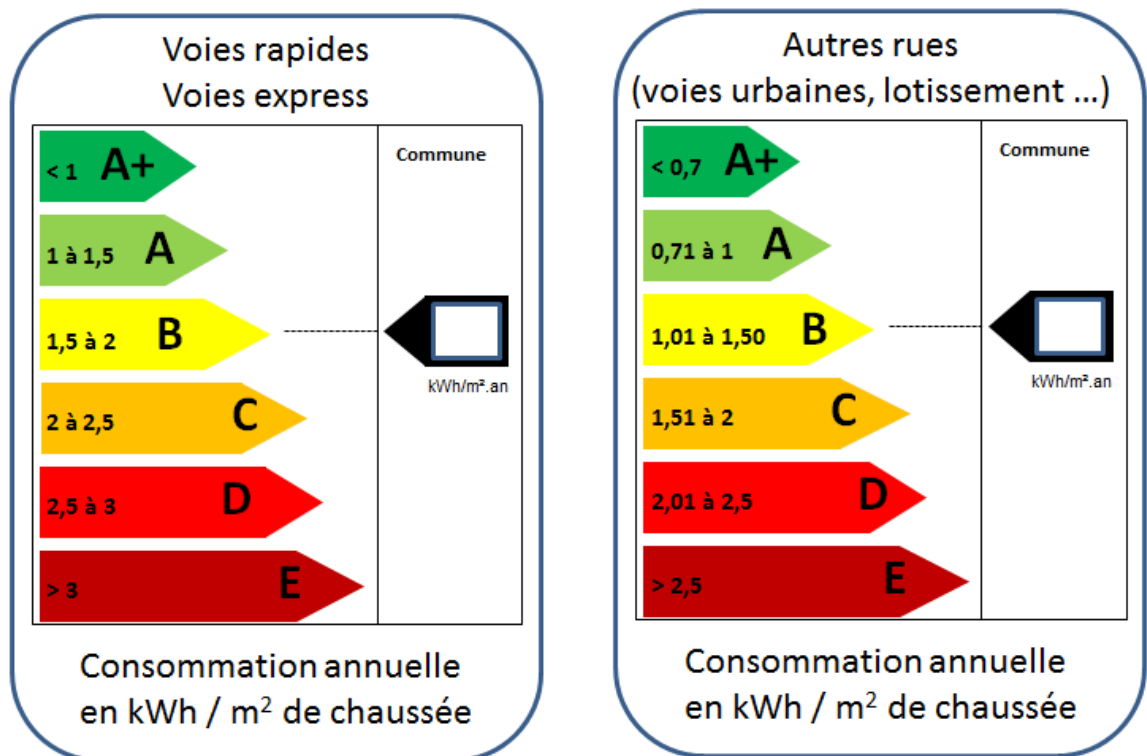 Voies rapides
Voies express
Commune
< 1 A+
1 à 1,5 A
1,5 à 2 B
kWh/m².an
2 à 2,5 C
2,5 à 3 D
> 3 E
Consommation annuelle
en kWh / m² de chaussée
Autres rues
(voies urbaines, lotissement ...)
Commune
< 0,7 A+
0,71 à 1 A
1,01 à 1,50 B
kWh/m².an
1,51 à 2 C
2,01 à 2,5 D
> 2,5 E
Consommation annuelle
en kWh / m² de chaussée